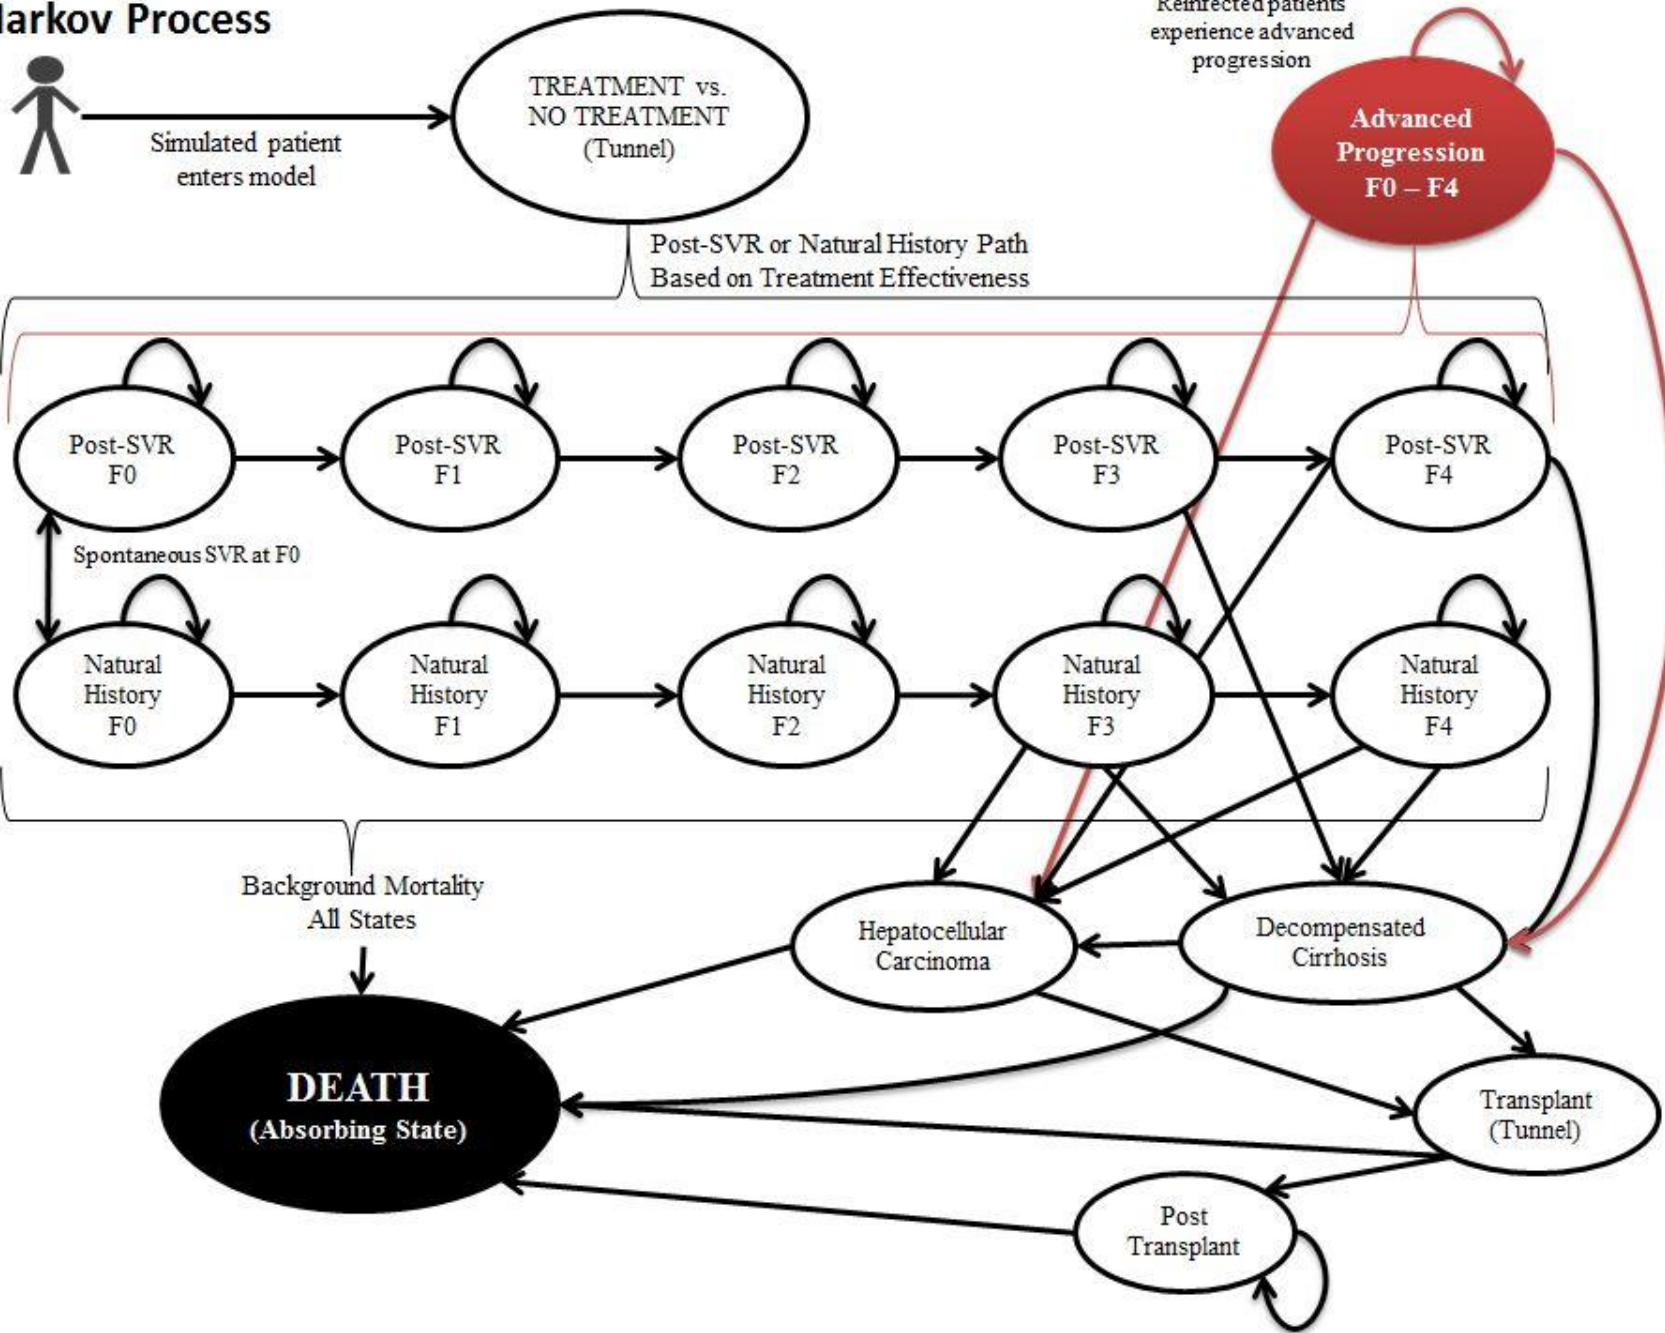 Markov Process
Reinfected patients
experience advanced
progression
TREATMENT vs.
NO TREATMENT
(Tunnel)
Simulated patient
enters model
Advanced
Progression
F0 – F4
Post-SVR or Natural History Path
Based on Treatment Effectiveness
Post-SVR
F0
Post-SVR
F1
Post-SVR
F2
Post-SVR
F3
Post-SVR
F4
Spontaneous SVR at F0
Natural
History
F0
Natural
History
F1
Natural
History
F2
Natural
History
F3
Natural
History
F4
Background Mortality
All States
Hepatocellular
Carcinoma
Decompensated
Cirrhosis
DEATH
(Absorbing State)
Transplant
(Tunnel)
Post
Transplant